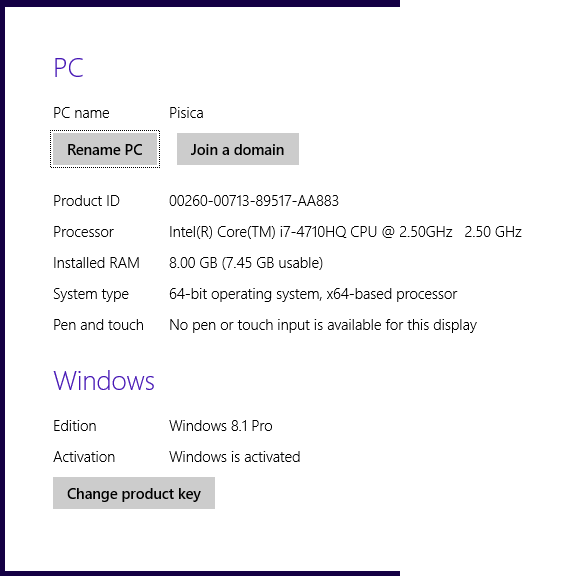 PC
PC name Pisica
Rename PC Join a domain
Product ID 00260-00713-89517-AA883
Processor Intel(R) Core(TM) i7-4710HQ CPU @ 2.50GHz 2.50 GHz
Installed RAM 8.00 GB (7.45 GB usable)
System type 64-bit operating system, x64-based processor
Pen and touch No pen or touch input is available for this display
Windows
Edition Windows 8.1 Pro
Activation Windows is activated
Change product key